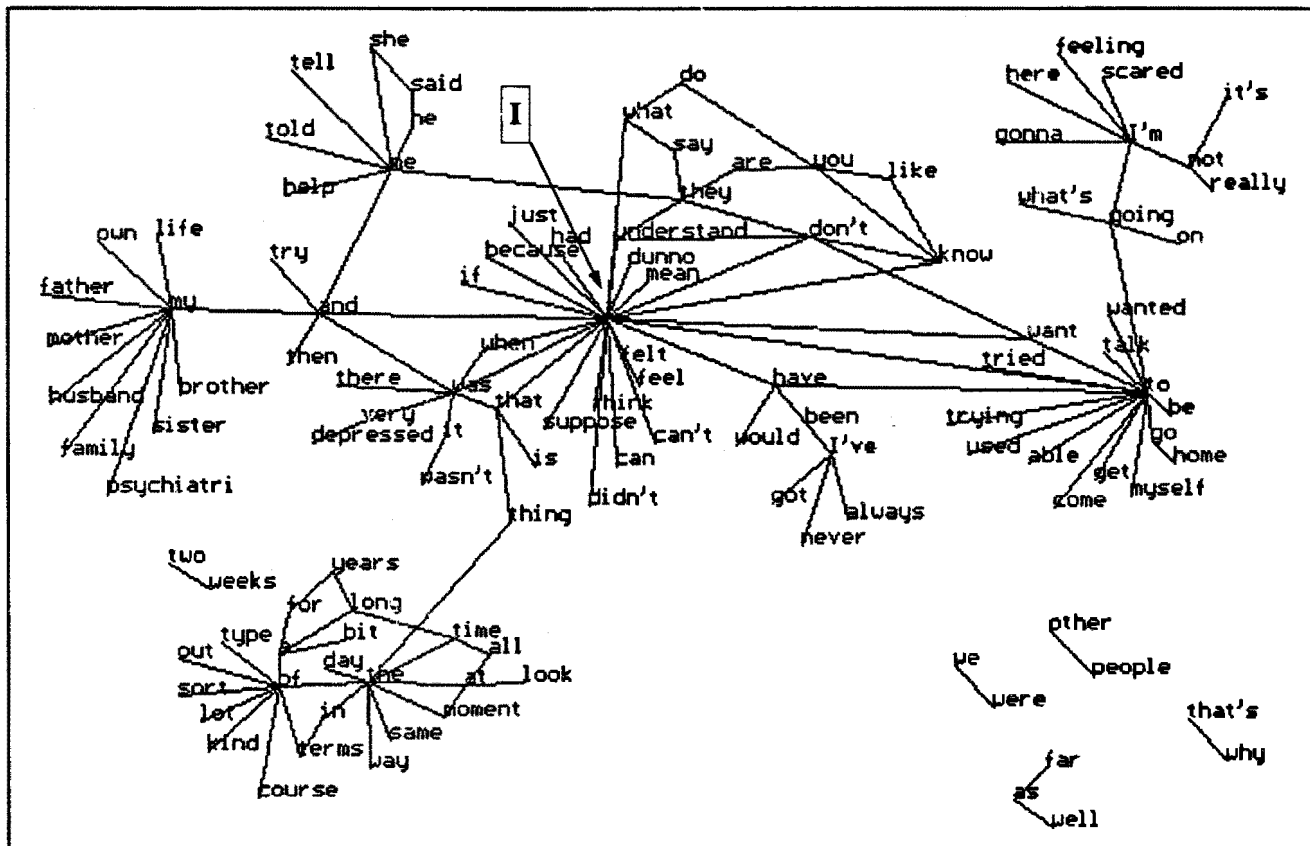 she
feeling
tell
do
here
scared
said
it's
he
I
what
told
gonna
I'm
say
me
are
you
like
not
help
they
really
what's
just
going
own
life
had
understand
don't
on
try
because
dunno
know
mean
if
father
my
and
wanted
want
mother
when
felt
talk
then
tried
there
was
feel
have
to
husband
brother
that
think
be
very
suppose
been
trying
sister
depressed
it
can't
would
go
family
I've
used
is
can
able
home
wasn't
get
psychiatri
got
myself
didn't
come
thing
always
never
two
years
weeks
for
long
other
type
bit
time
a
all
out
day
we
people
of
the
at
look
sort
lot
in
moment
were
that's
kind
same
terms
way
why
far
course
as
well